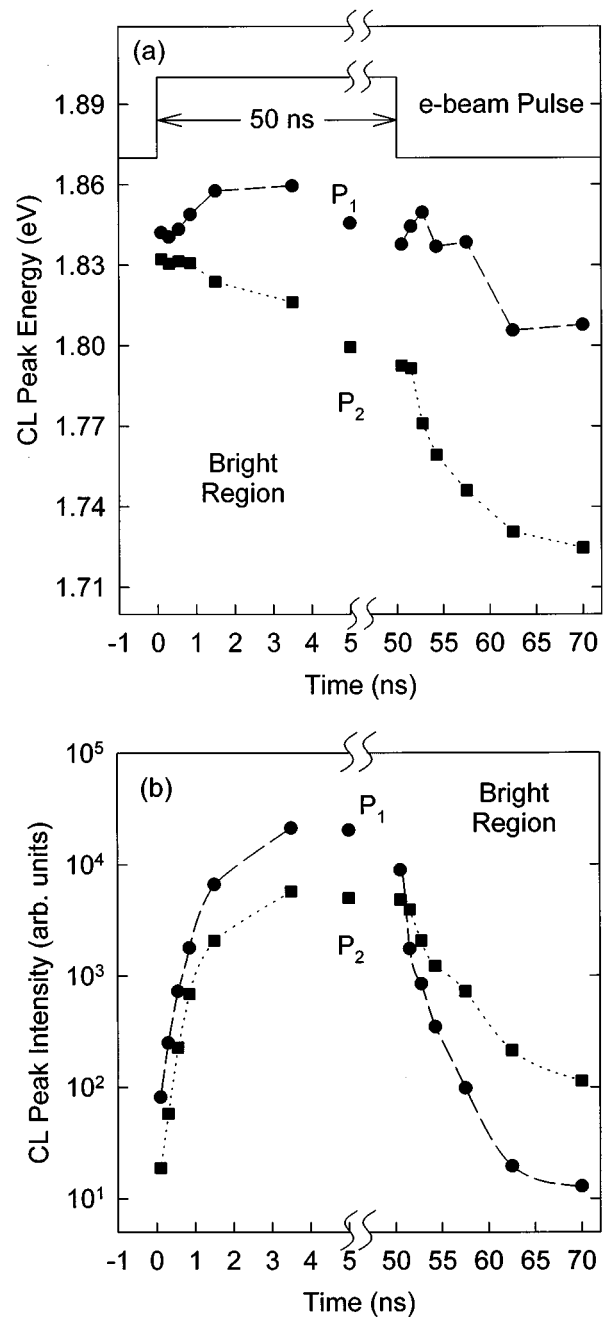 (a)
1.89
50 ns
e-beam Pulse
1.86
P1
1.83
1.80
P2
1.77
Bright
Region
1.74
1.71
CL Peak Energy (eV)
-1 0 1 2 3 4 5 50 55 60 65 70
Time (ns)
10^5
(b)
P1
Bright
Region
10^4
P2
10^3
10^2
10^1
CL Peak Intensity (arb. units)
-1 0 1 2 3 4 5 50 55 60 65 70
Time (ns)